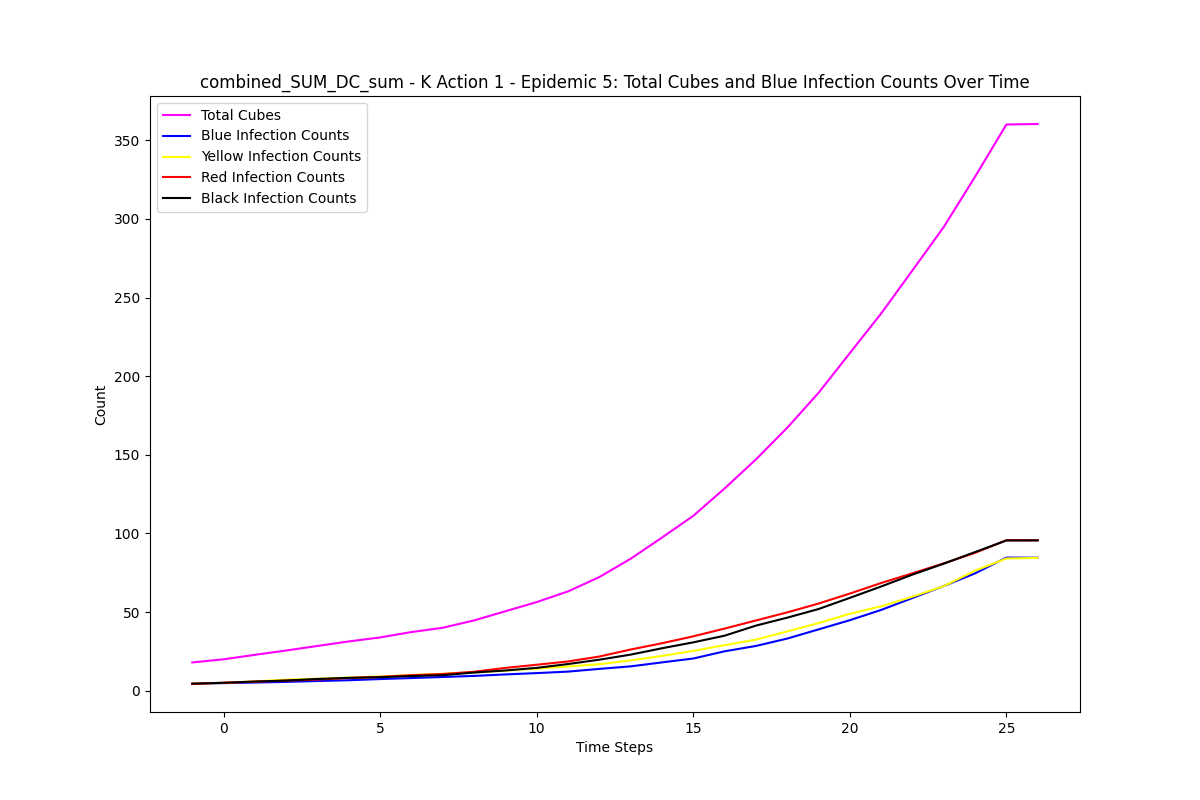 combined_SUM_DC_sum - K Action 1 - Epidemic 5: Total Cubes and Blue Infection Counts Over Time
Total Cubes
Blue Infection Counts
Yellow Infection Counts
Red Infection Counts
Black Infection Counts
350
300
250
200
150
100
50
0
Count
0 5 10 15 20 25
Time Steps